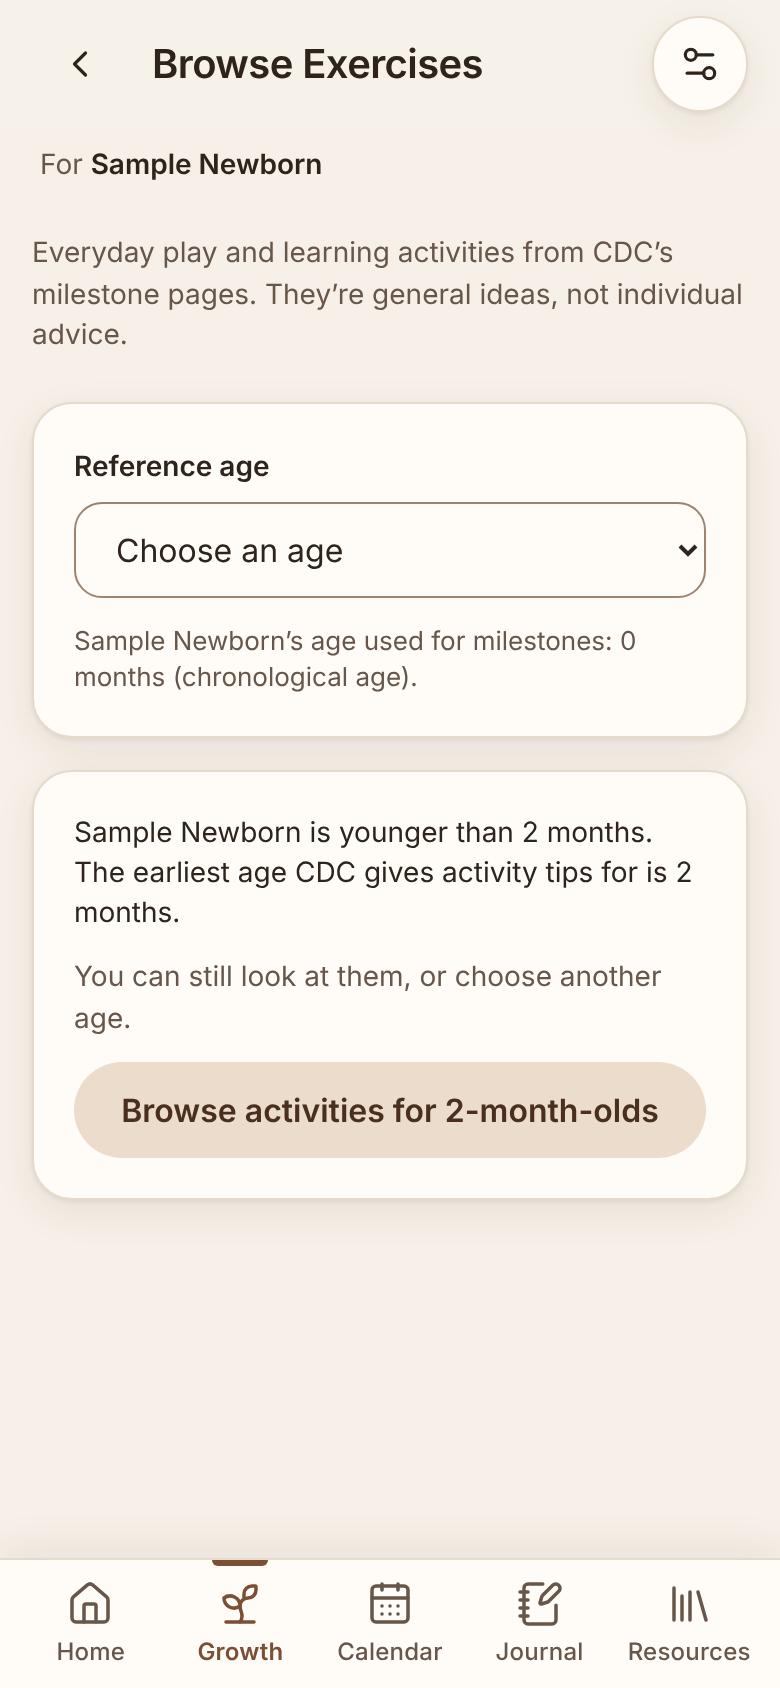 Browse Exercises
For Sample Newborn
Everyday play and learning activities from CDC’s
milestone pages. They’re general ideas, not individual
advice.
Reference age
Choose an age
Sample Newborn’s age used for milestones: 0
months (chronological age).
Sample Newborn is younger than 2 months.
The earliest age CDC gives activity tips for is 2
months.
You can still look at them, or choose another
age.
Browse activities for 2-month-olds
Home
Growth
Calendar
Journal
Resources